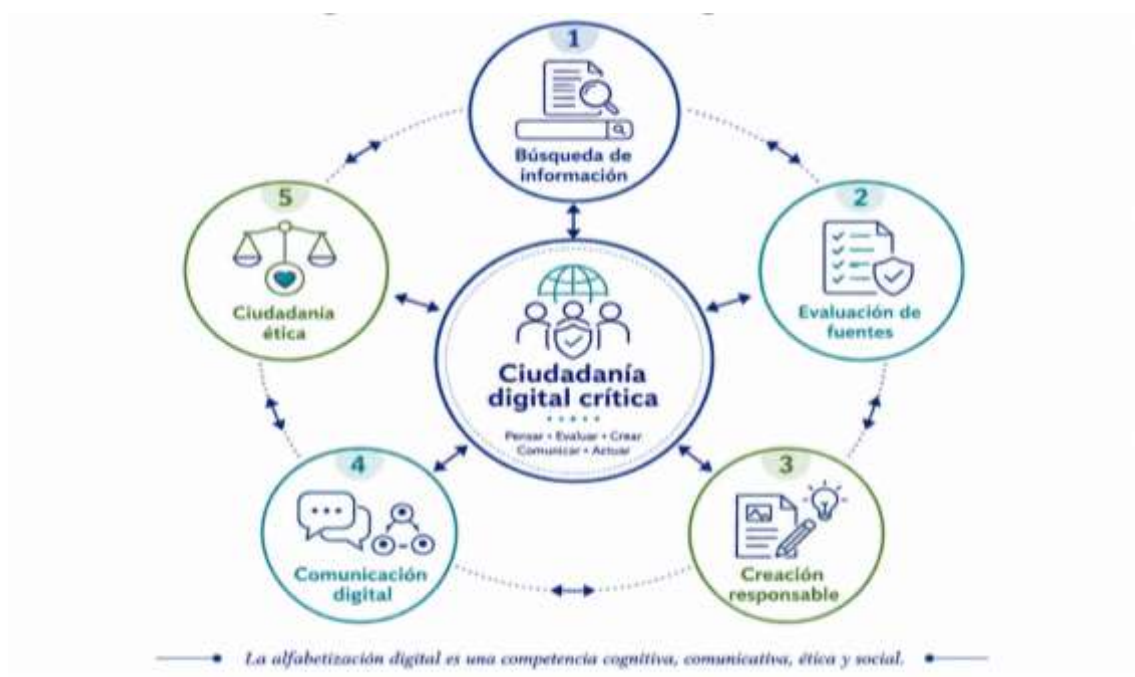 1
Búsqueda de
información
2
Evaluación de
fuentes
3
Creación
responsable
4
Comunicación
digital
5
Ciudadanía
ética
Ciudadanía
digital crítica
Pensar • Evaluar • Crear
Comunicar • Actuar
La alfabetización digital es una competencia cognitiva, comunicativa, ética y social.